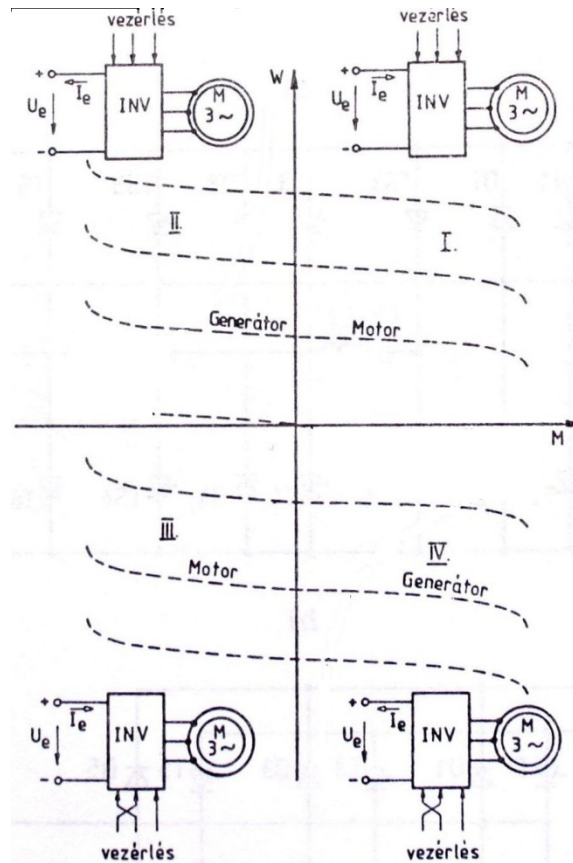 vezérlés
vezérlés
+ Ie
Ue
-
INV
M
3~
W
+ Ie
Ue
-
INV
M
3~
II.
I.
Generátor Motor
M
III.
IV.
Motor
Generátor
+ Ie
Ue
INV
M
3~
+ Ie
Ue
INV
M
3~
vezérlés
vezérlés